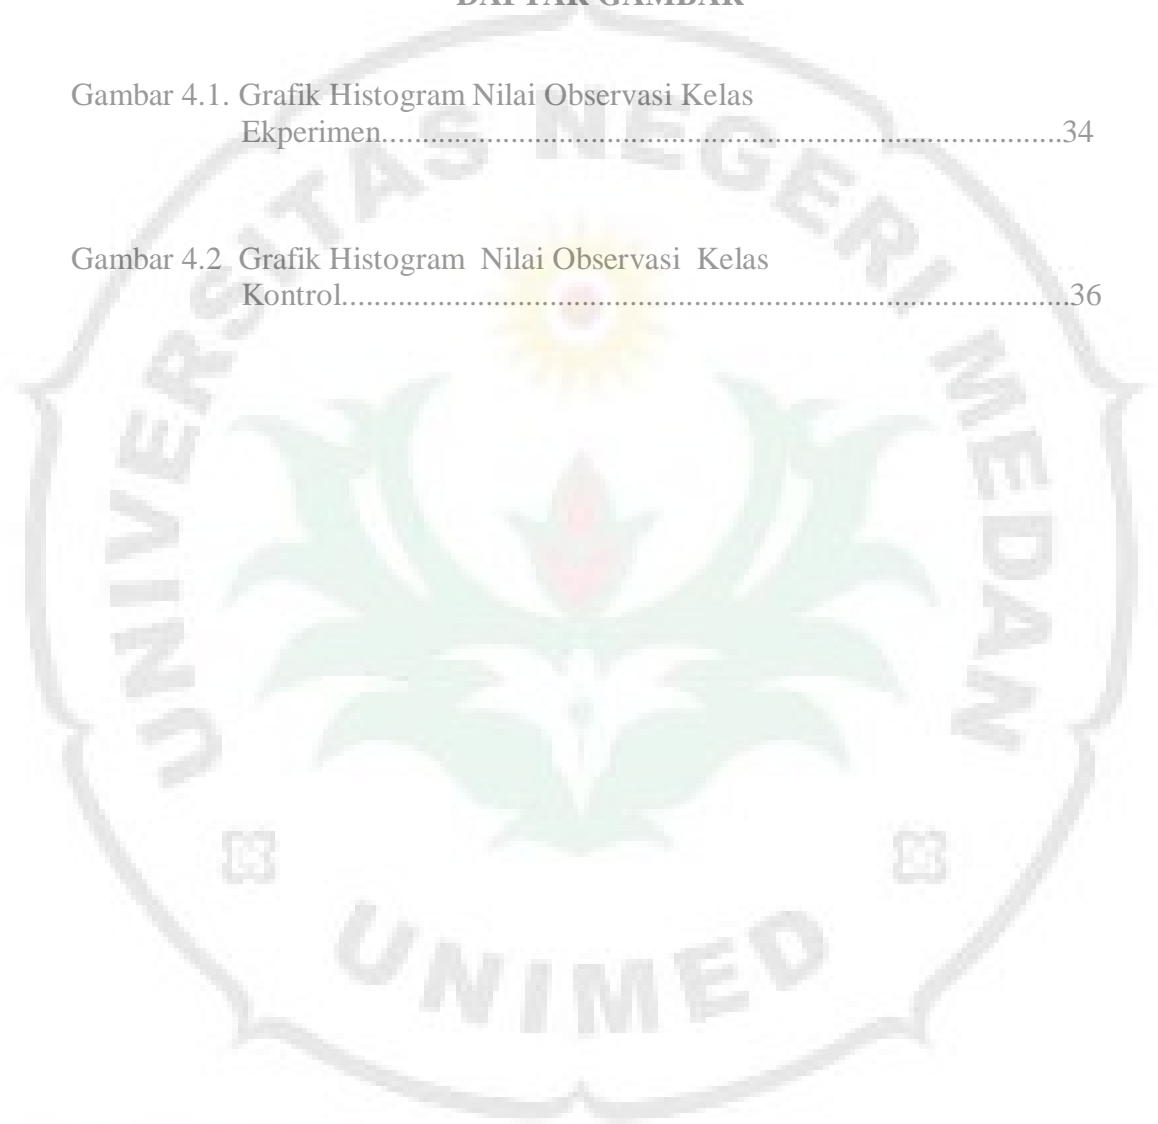 DAFTAR GAMBAR
Gambar 4.1. Grafik Histogram Nilai Observasi Kelas
Ekperimen.....................................................................................34
Gambar 4.2  Grafik Histogram  Nilai Observasi  Kelas
Kontrol...........................................................................................36
UNIVERSITAS NEGERI MEDAN
UNIMED